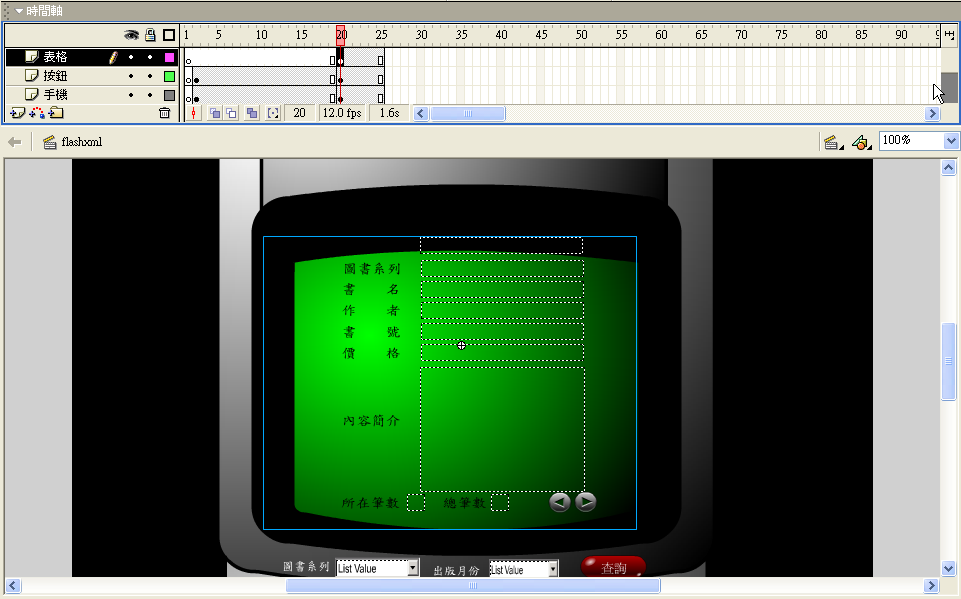 時間軸
1 5 10 15 20 25 30 35 40 45 50 55 60 65 70 75 80 85 90 9
表格
按鈕
手機
20 12.0 fps 1.6s
flashxml 100%
圖書系列
書 名
作 者
書 號
價 格
內容簡介
所在筆數 總筆數
圖書系列 List Value 出版月份 List Value 查詢